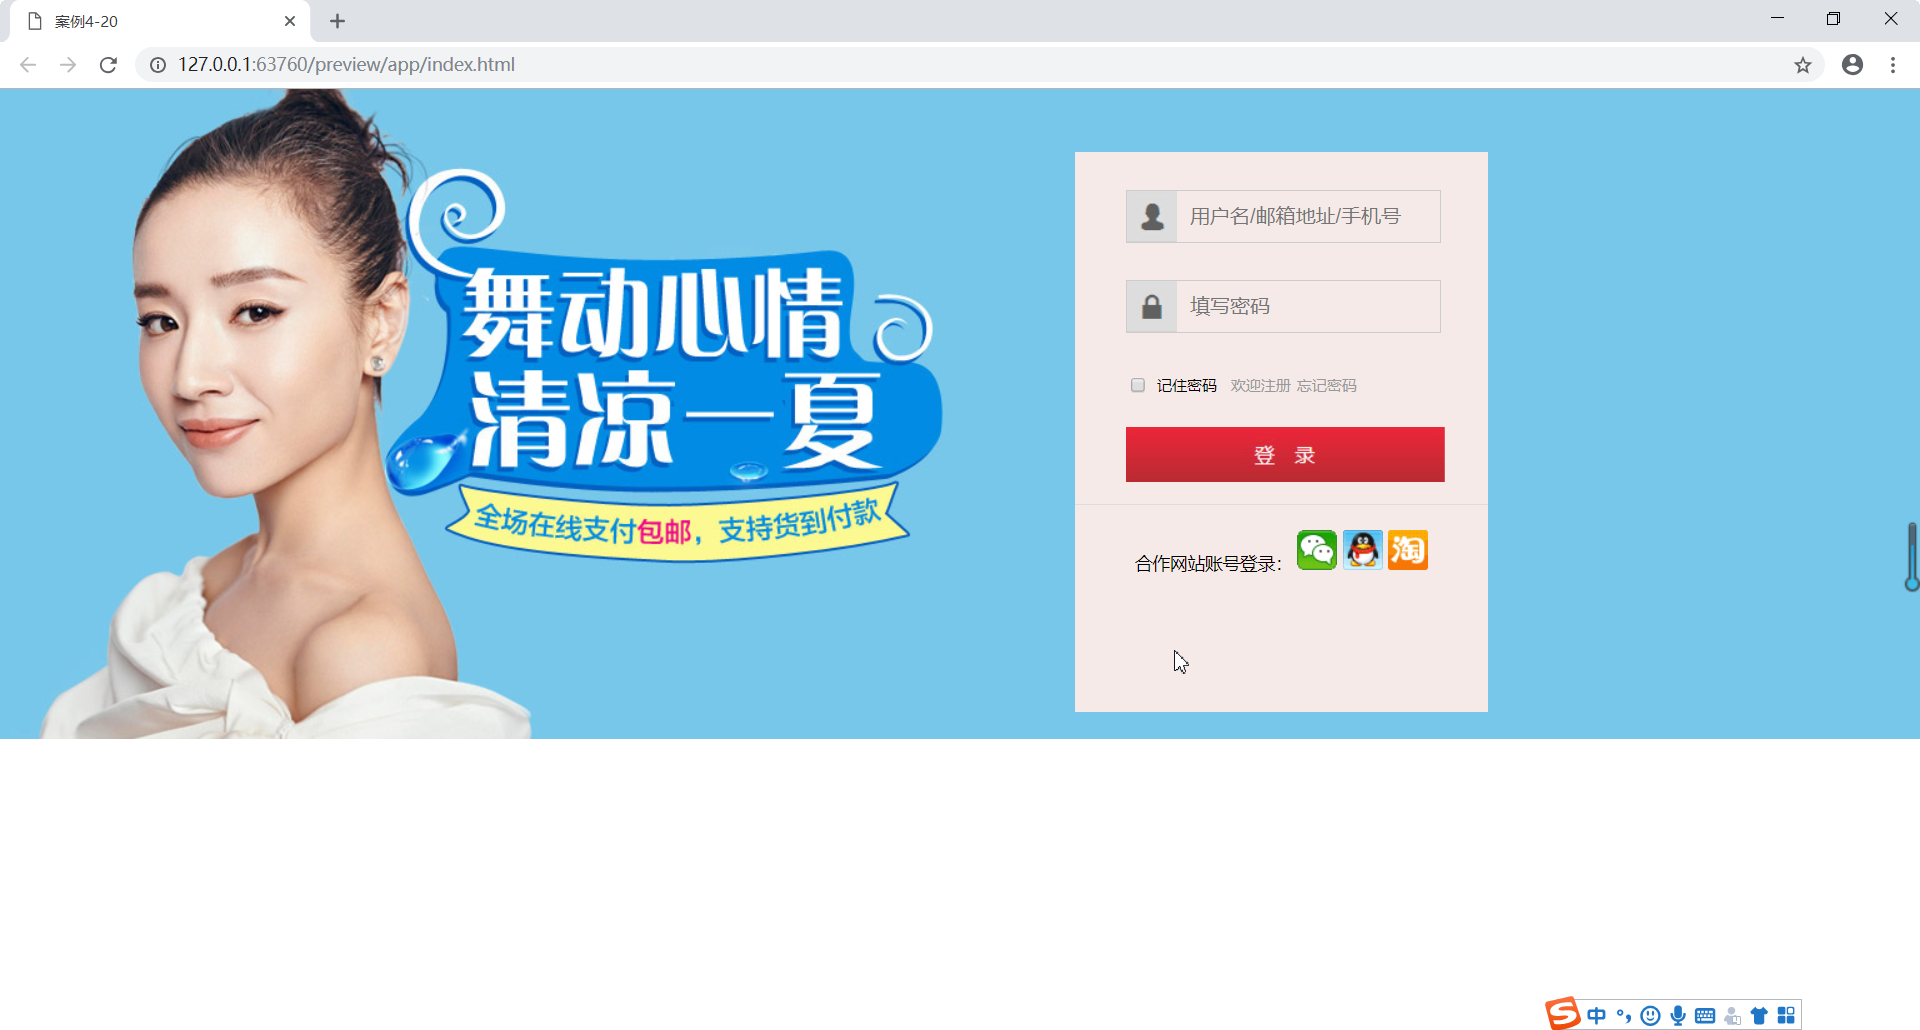 案例4-20
127.0.0.1:63760/preview/app/index.html
舞动心情
清凉一夏
全场在线支付包邮，支持货到付款
用户名/邮箱地址/手机号
填写密码
记住密码 欢迎注册 忘记密码
登 录
合作网站账号登录：
淘
S 中